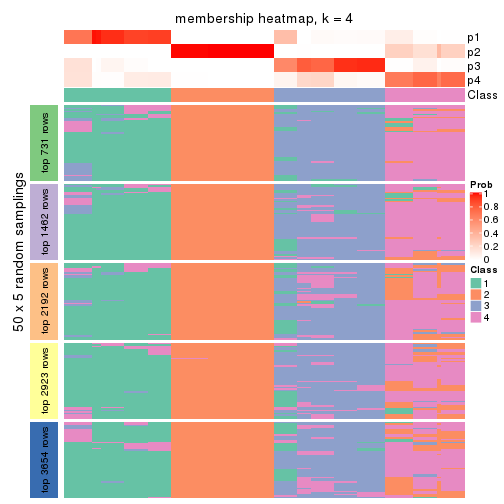 membership heatmap, k = 4
p1
p2
p3
p4
Class
50 x 5 random samplings
top 731 rows
top 1462 rows
top 2192 rows
top 2923 rows
top 3654 rows
Prob
1
0.8
0.6
0.4
0.2
0
Class
1
2
3
4